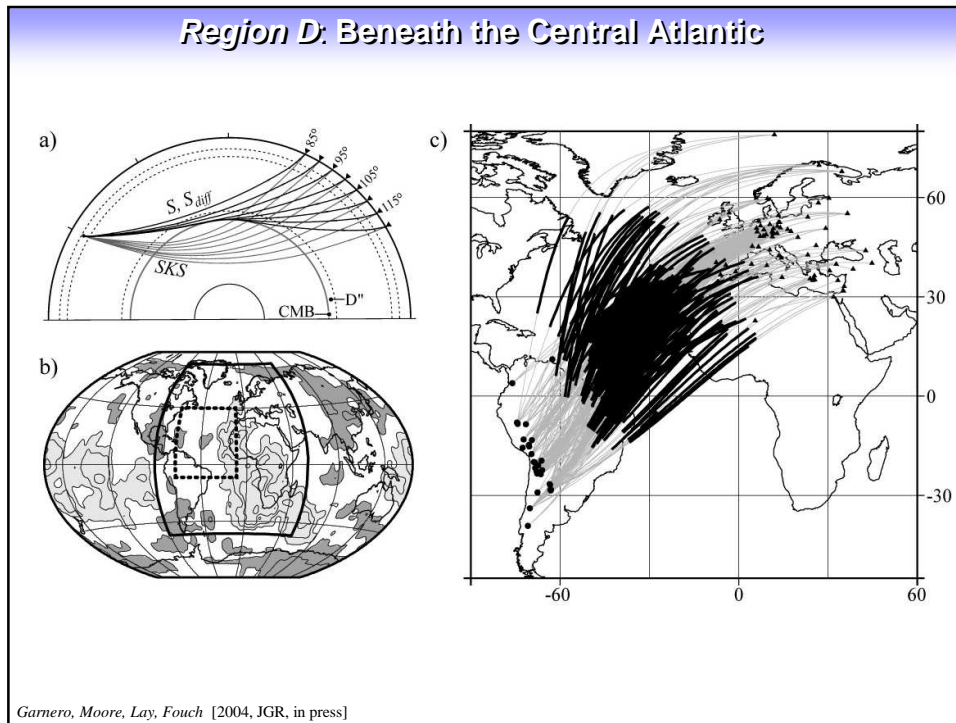 Region D: Beneath the Central Atlantic
a)
85°
95°
105°
115°
S, Sdiff
SKS
D"
CMB
b)
c)
60
30
0
-30
-60
0
60
Garnero, Moore, Lay, Fouch [2004, JGR, in press]